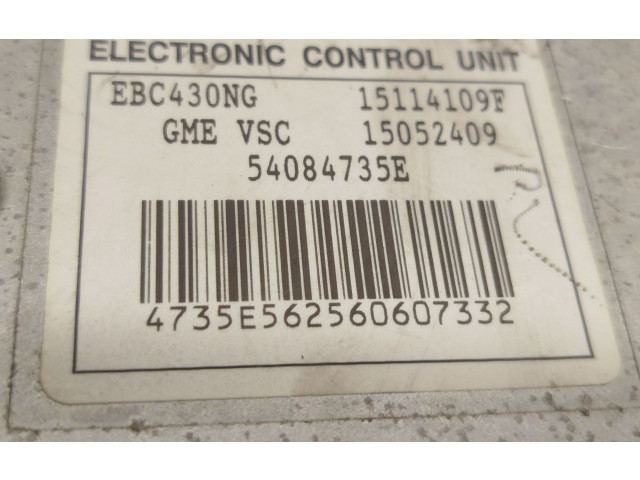 ELECTRONIC CONTROL UNIT
EBC430NG 15114109F
GME VSC 15052409
54084735E
4735E562560607332